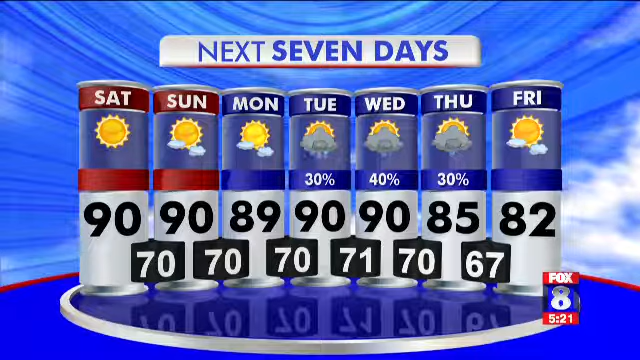 NEXT SEVEN DAYS
SAT SUN MON TUE WED THU FRI
30% 40% 30%
90 90 89 90 90 85 82
70 70 70 71 70 67
FOX
8
5:21